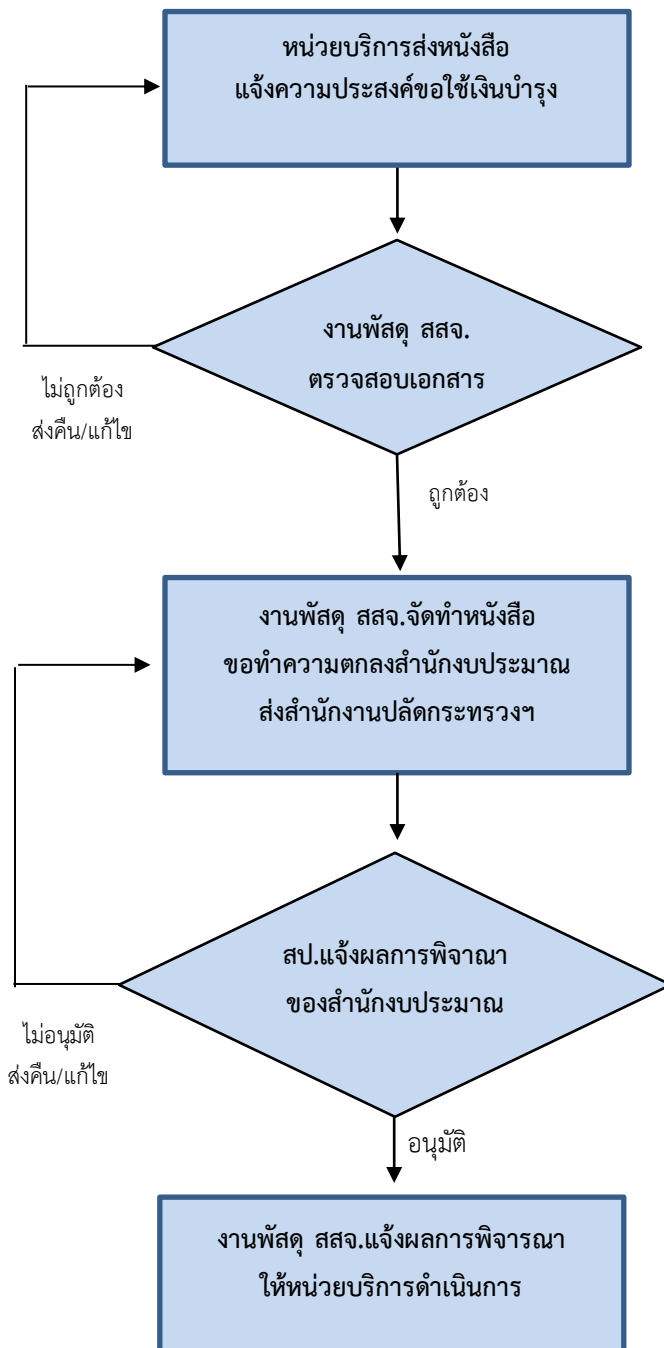 หน่วยบริการส่งหนังสือ
แจ้งความประสงค์ขอใช้เงินบำรุง
งานพัสดุ สสจ.
ตรวจสอบเอกสาร
ไม่ถูกต้อง
ส่งคืน/แก้ไข
ถูกต้อง
งานพัสดุ สสจ.จัดทำหนังสือ
ขอทำความตกลงสำนักงบประมาณ
ส่งสำนักงานปลัดกระทรวงฯ
สป.แจ้งผลการพิจาณา
ของสำนักงบประมาณ
ไม่อนุมัติ
ส่งคืน/แก้ไข
อนุมัติ
งานพัสดุ สสจ.แจ้งผลการพิจารณา
ให้หน่วยบริการดำเนินการ